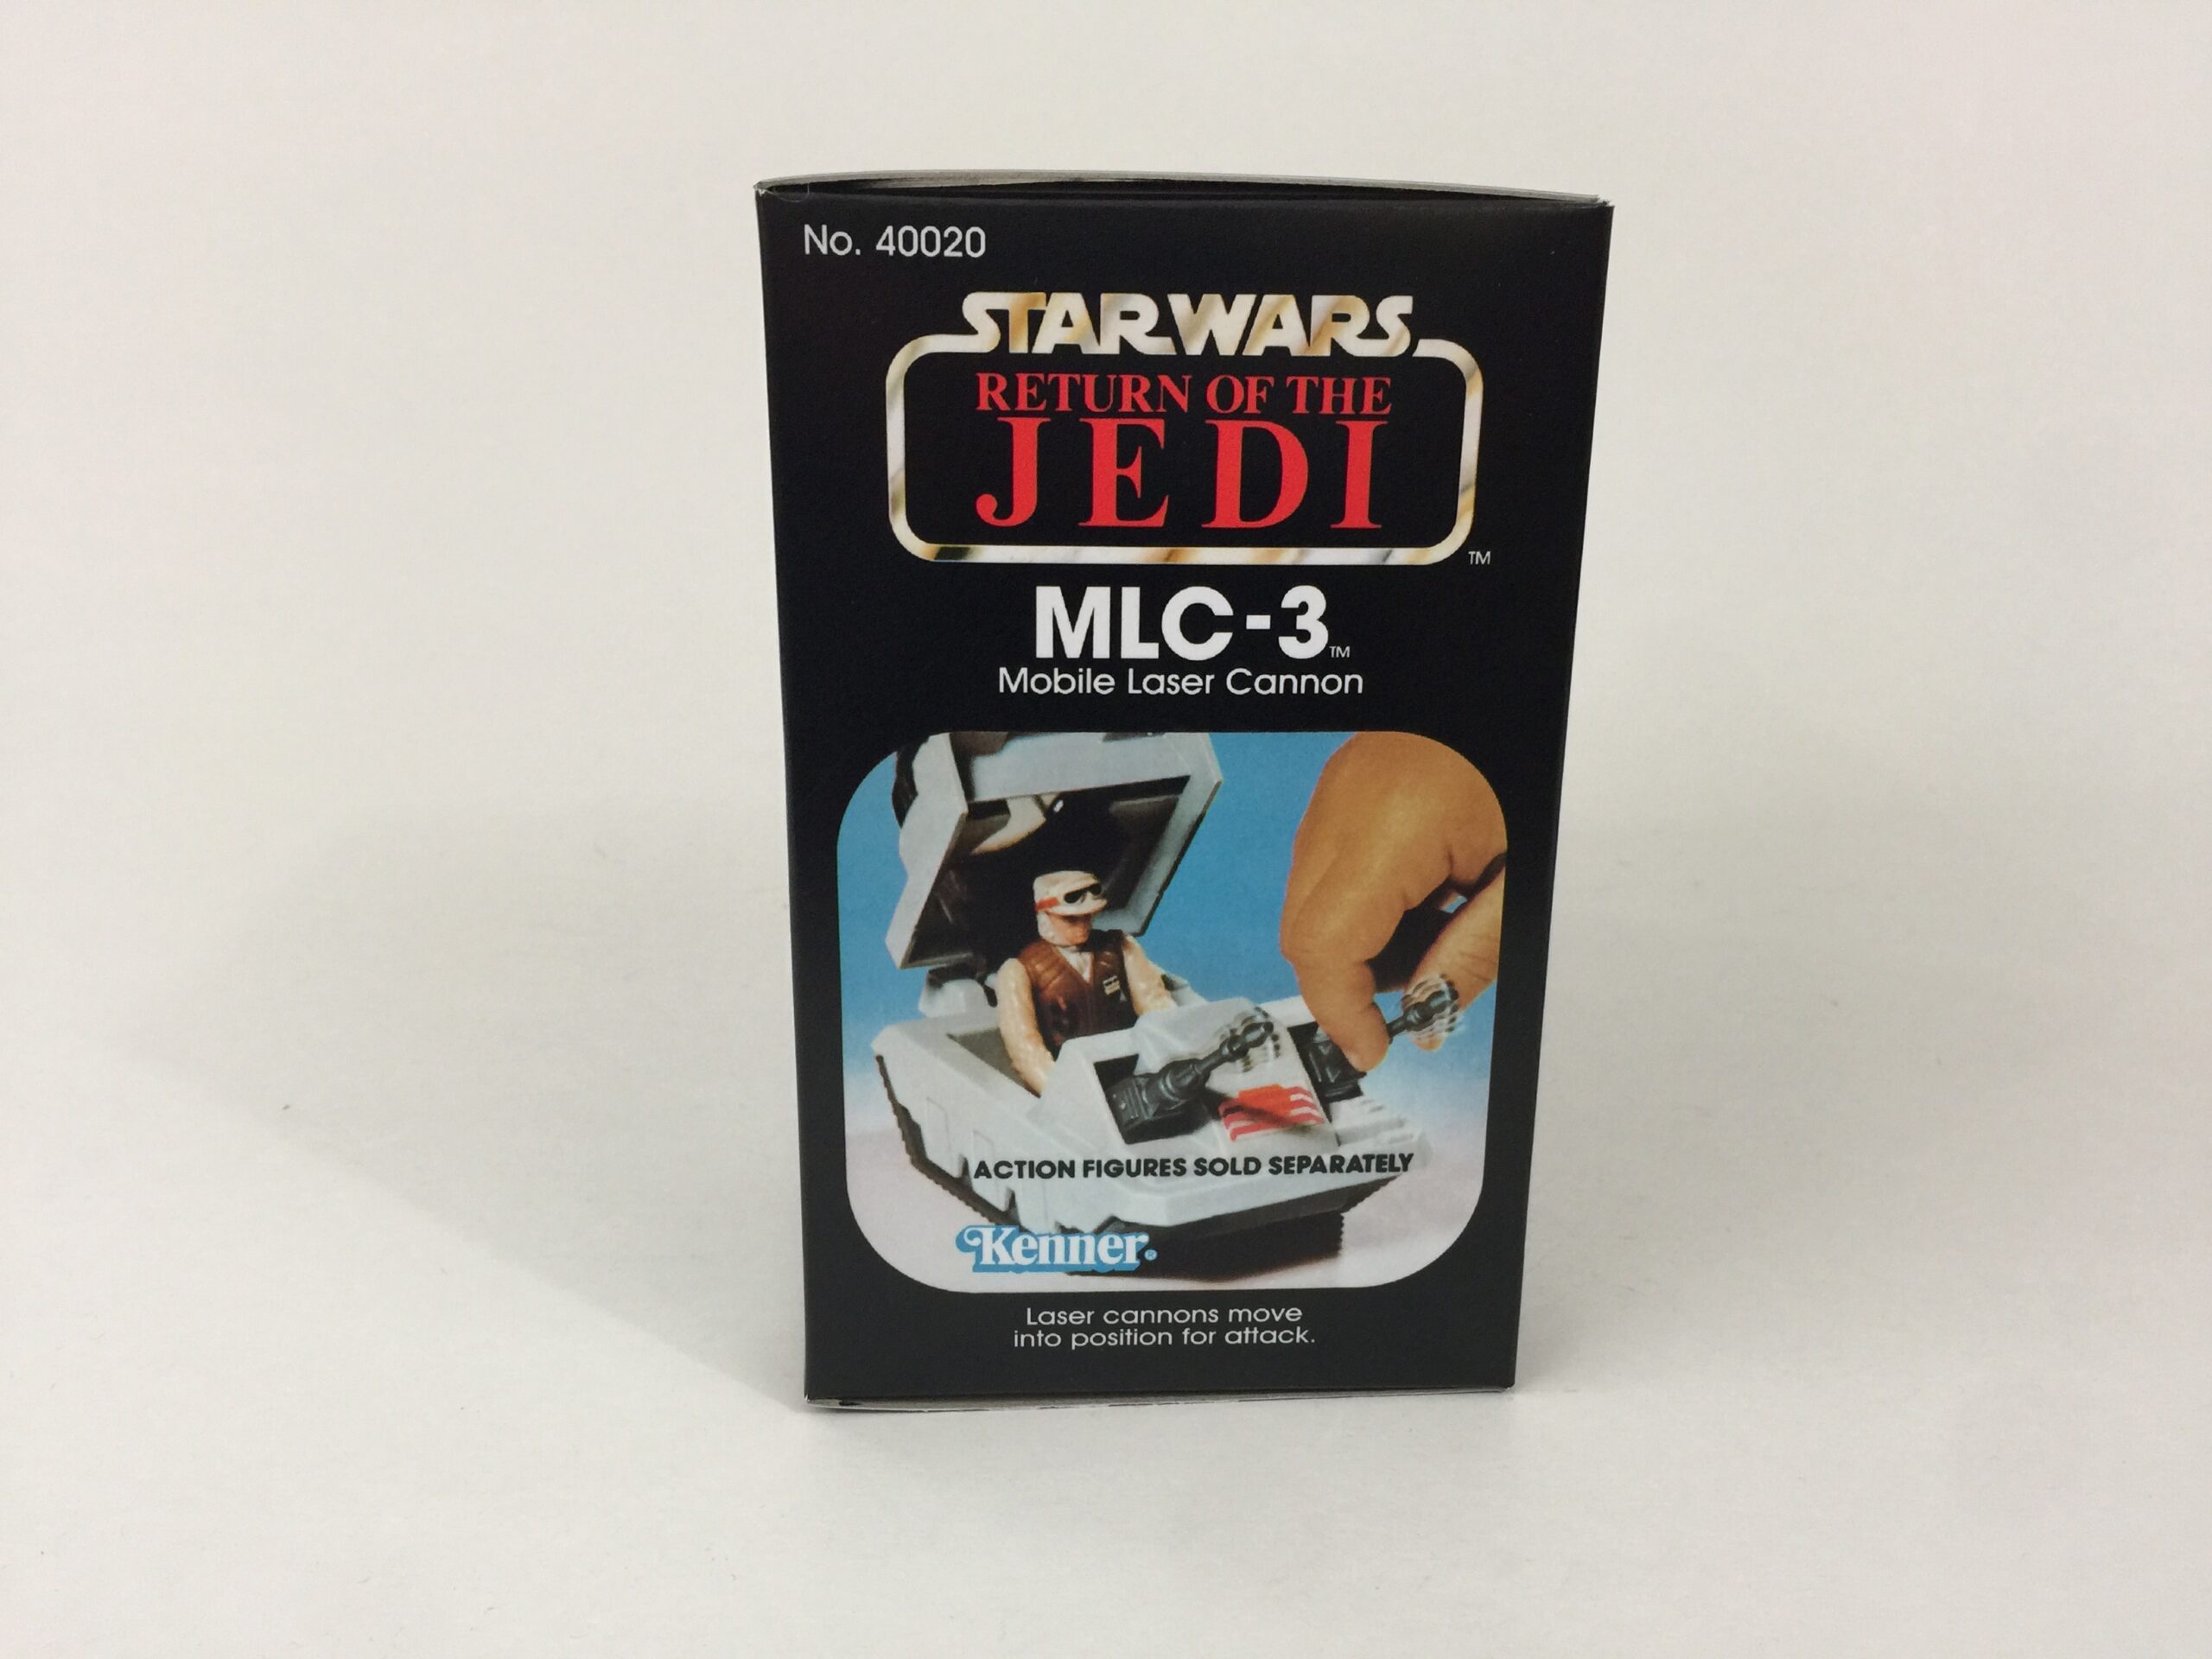 No. 40020
STAR WARS
RETURN OF THE
JEDI
TM
MLC-3 TM
Mobile Laser Cannon
ACTION FIGURES SOLD SEPARATELY
Kenner®
Laser cannons move
into position for attack.